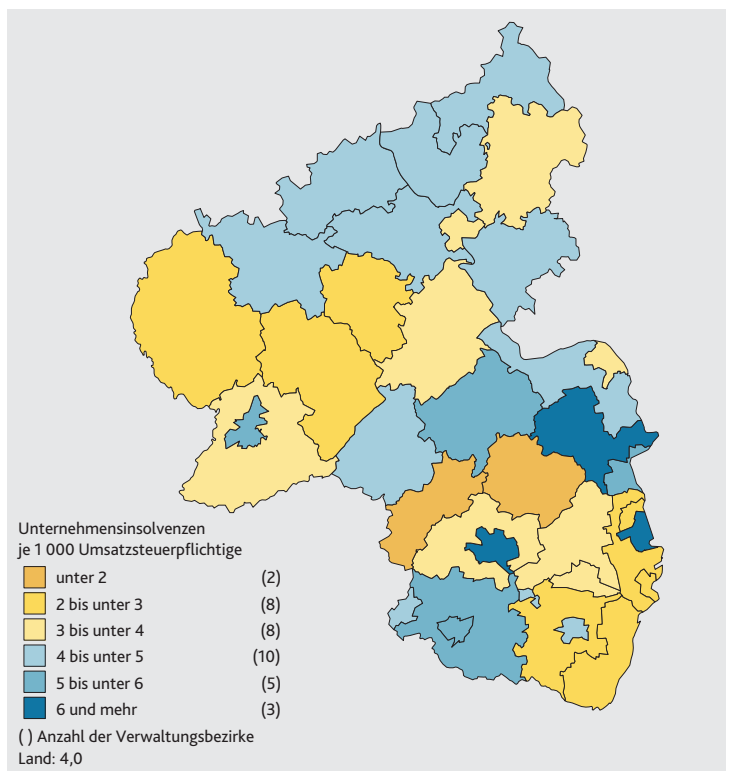 Unternehmensinsolvenzen
je 1 000 Umsatzsteuerpflichtige
unter 2 (2)
2 bis unter 3 (8)
3 bis unter 4 (8)
4 bis unter 5 (10)
5 bis unter 6 (5)
6 und mehr (3)
( ) Anzahl der Verwaltungsbezirke
Land: 4,0